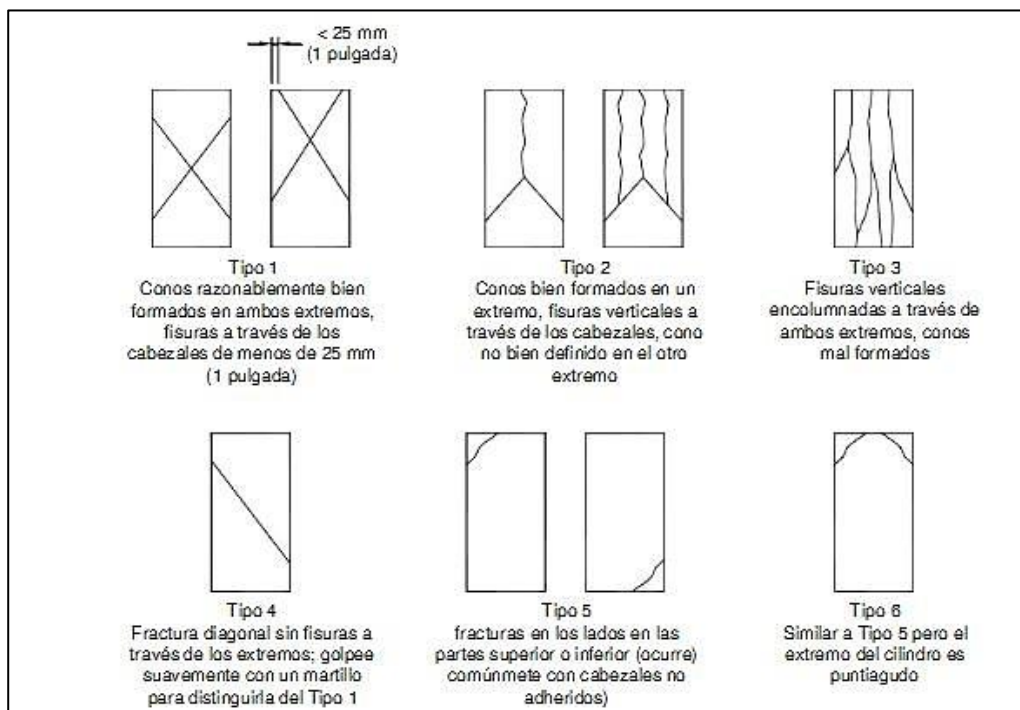 < 25 mm
(1 pulgada)
Tipo 1
Conos razonablemente bien
formados en ambos extremos,
fisuras a través de los
cabezales de menos de 25 mm
(1 pulgada)
Tipo 2
Conos bien formados en un
extremo, fisuras verticales a
través de los cabezales, cono
no bien definido en el otro
extremo
Tipo 3
Fisuras verticales
encolumnadas a través de
ambos extremos, conos
mal formados
Tipo 4
Fractura diagonal sin fisuras a
través de los extremos; golpee
suavemente con un martillo
para distinguirla del Tipo 1
Tipo 5
fracturas en los lados en las
partes superior o inferior (ocurre)
comúnmete con cabezales no
adheridos)
Tipo 6
Similar a Tipo 5 pero el
extremo del cilindro es
puntiagudo